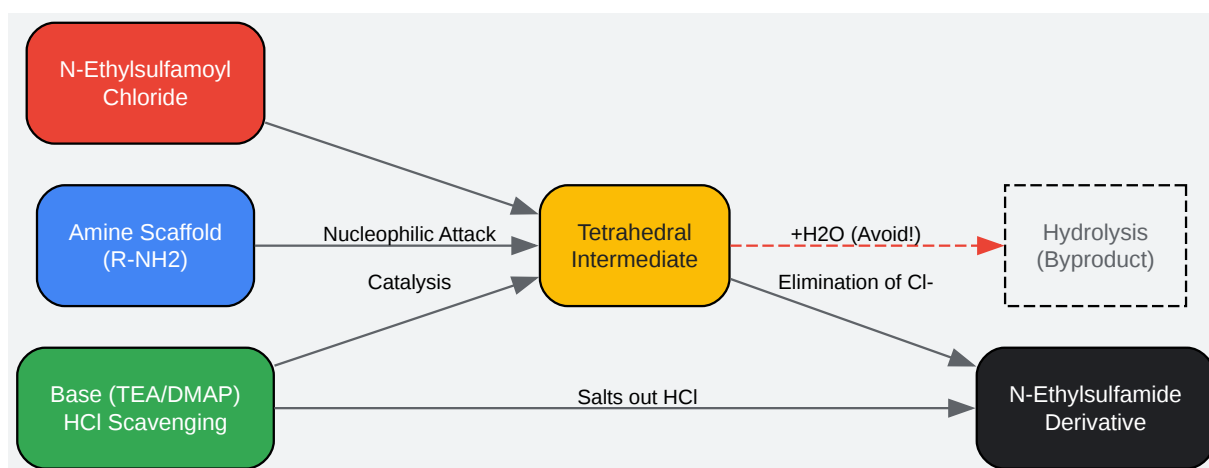 N-Ethylsulfamoyl
Chloride
Amine Scaffold
(R-NH2)
Nucleophilic Attack
Tetrahedral
Intermediate
+H2O (Avoid!)
Hydrolysis
(Byproduct)
Catalysis
Elimination of Cl-
Base (TEA/DMAP)
HCl Scavenging
Salts out HCl
N-Ethylsulfamide
Derivative